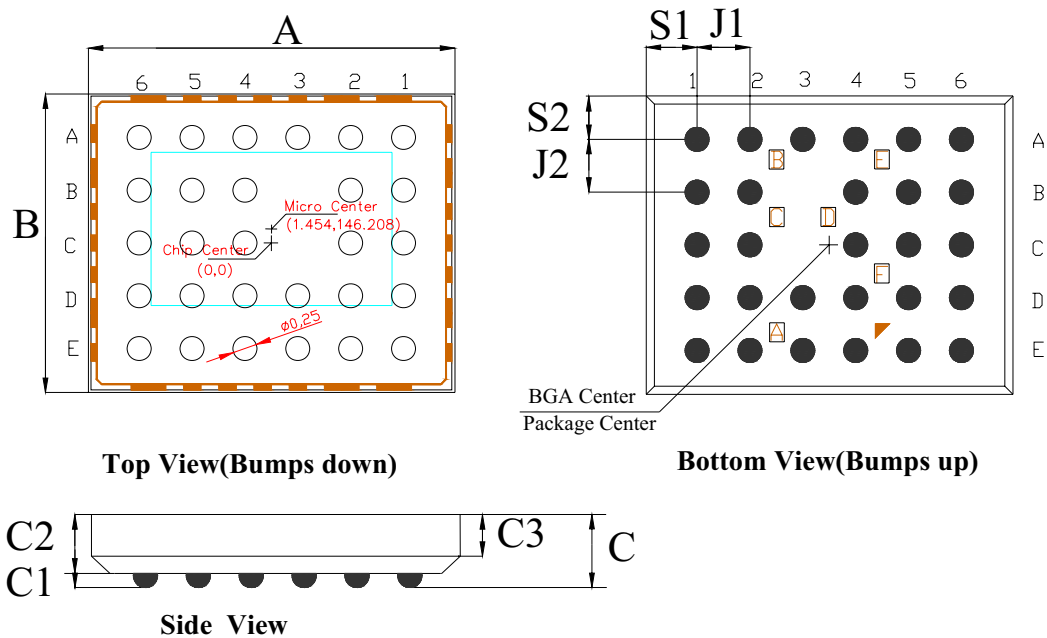 A
6 5 4 3 2 1
B
A
B
C
D
E
Micro Center
(1.454,146.208)
Chip Center
(0,0)
ø0,25
Top View(Bumps down)
S1 J1
1 2 3 4 5 6
S2
J2
A
B
C
D
E
B E
C D
F
A
BGA Center
Package Center
Bottom View(Bumps up)
C2
C1
C3
C
Side View